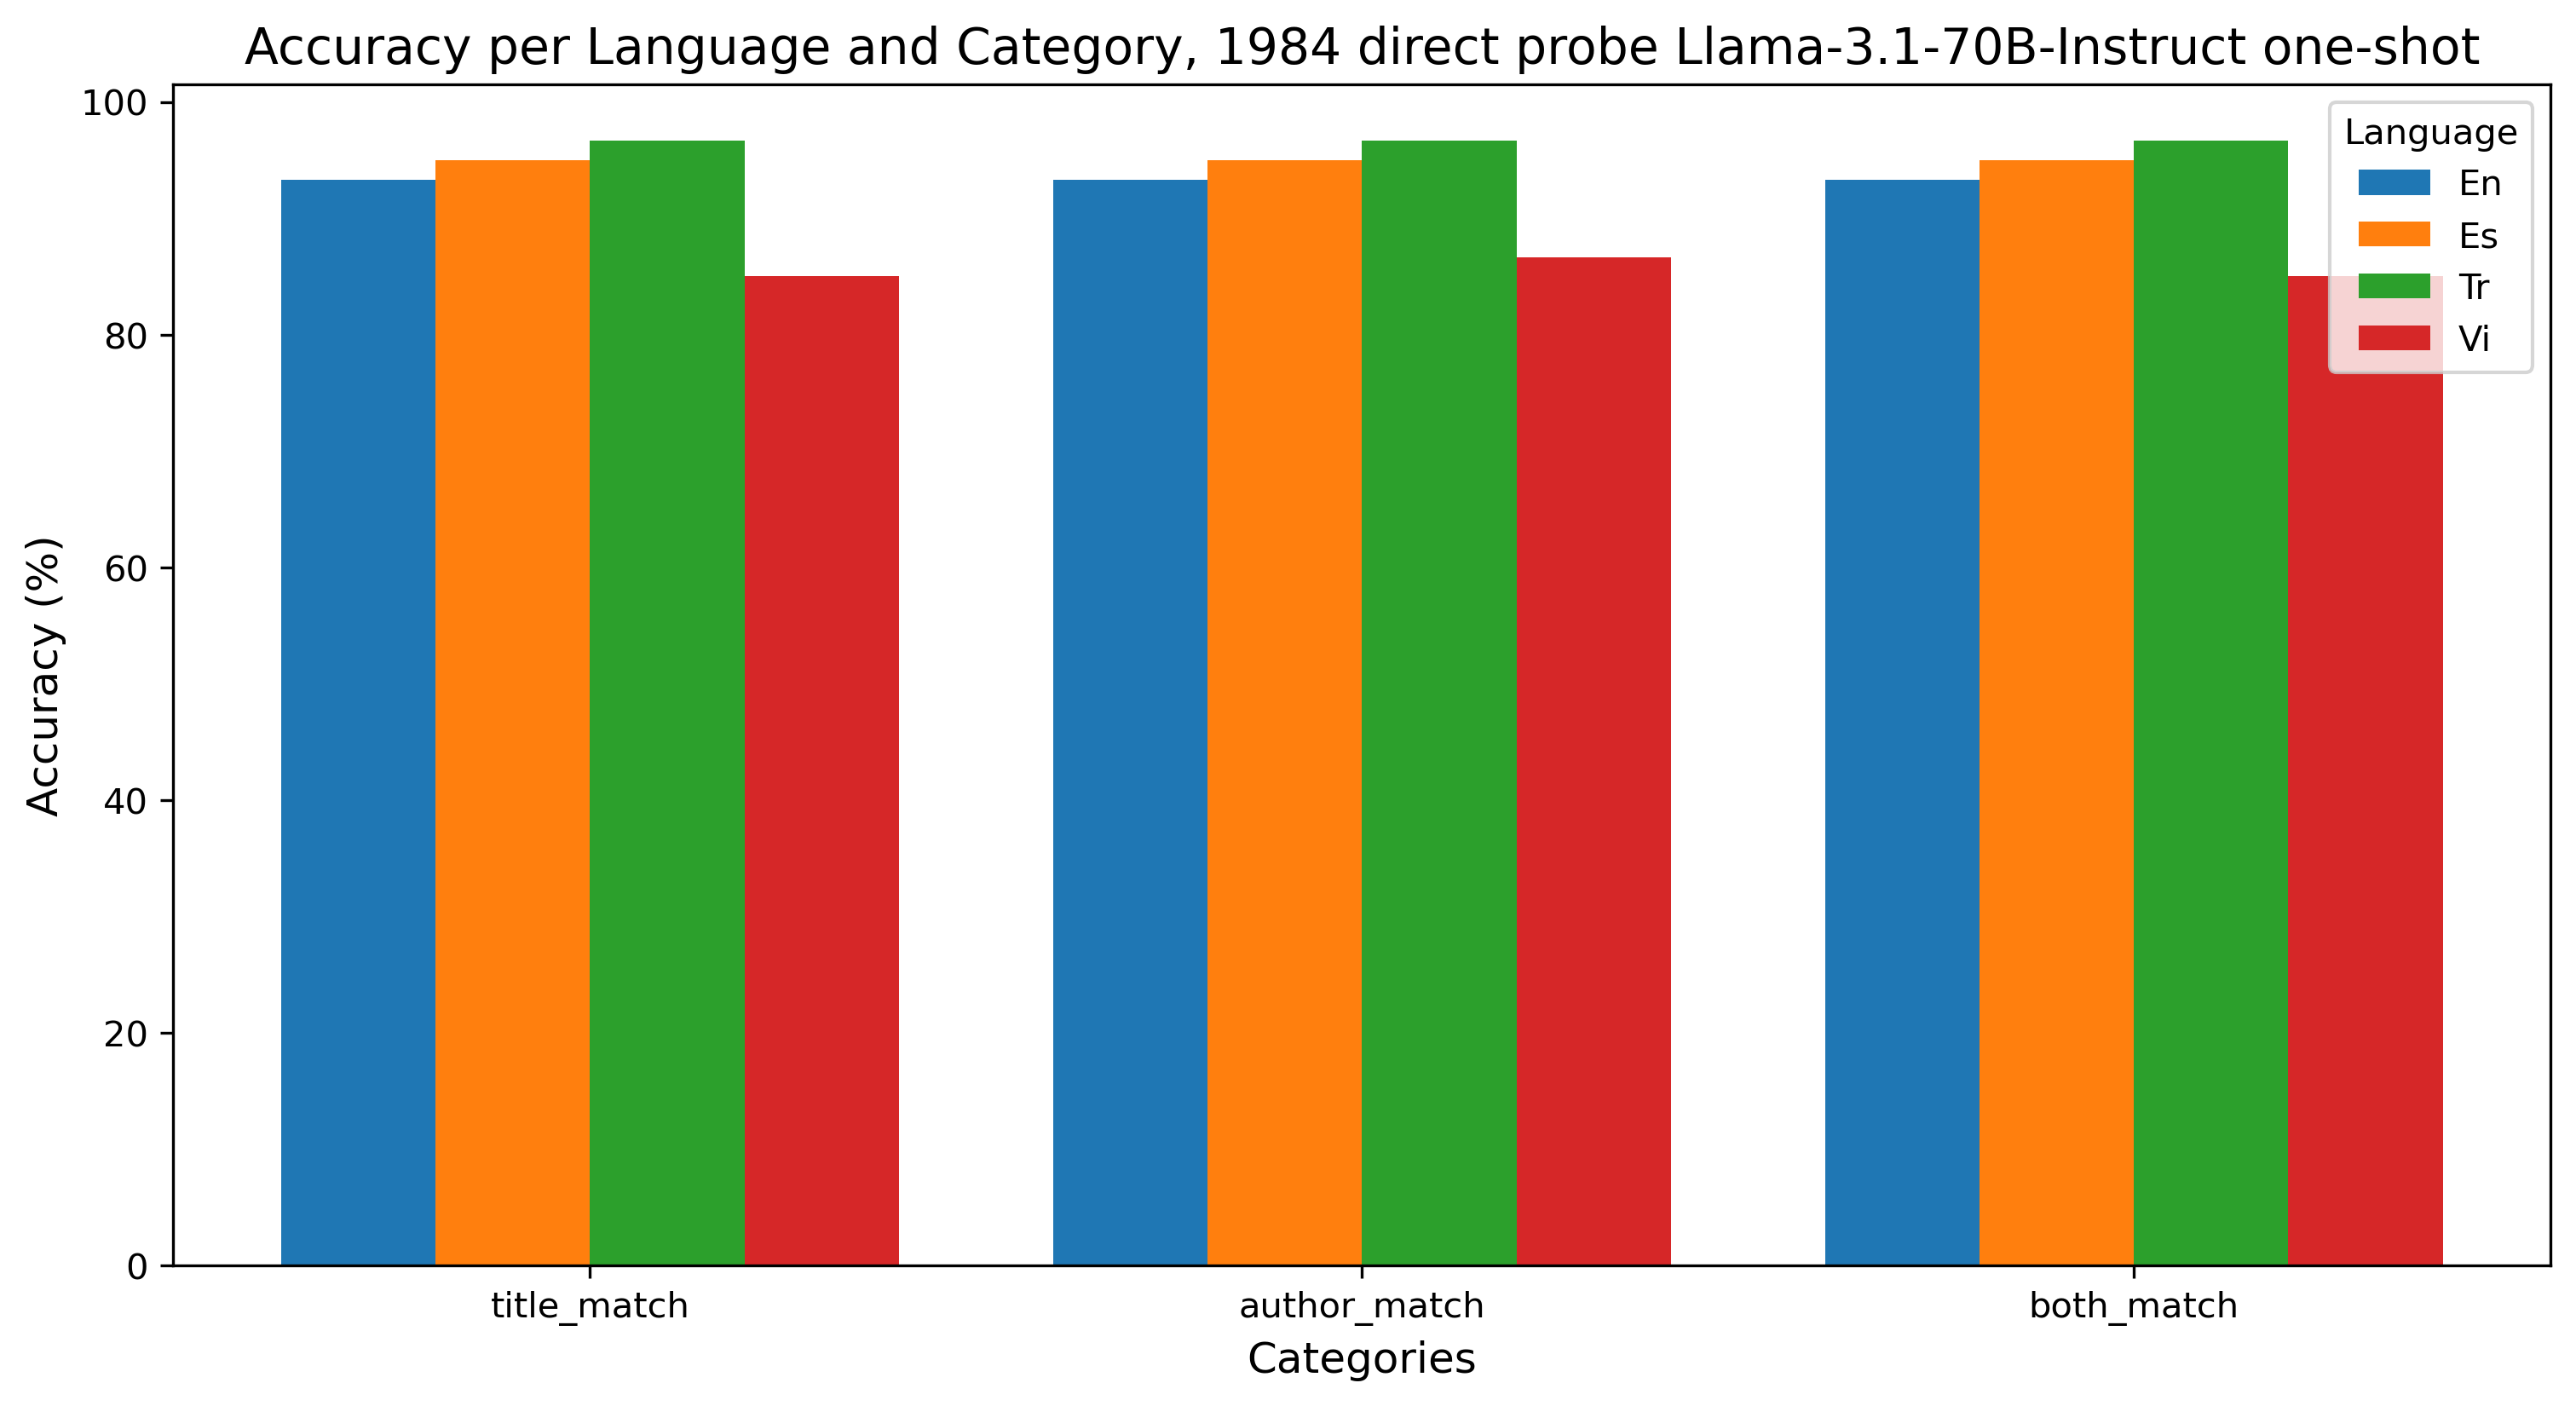 Accuracy per Language and Category, 1984 direct probe Llama-3.1-70B-Instruct one-shot
Accuracy (%)
100
80
60
40
20
0
Language
En
Es
Tr
Vi
title_match
author_match
both_match
Categories